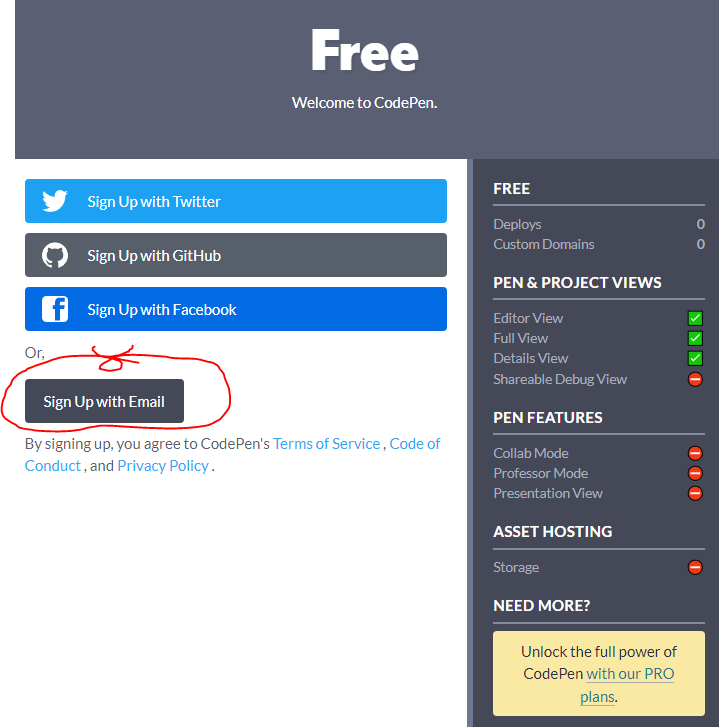 Free
Welcome to CodePen.
Sign Up with Twitter
Sign Up with GitHub
Sign Up with Facebook
Or,
Sign Up with Email
By signing up, you agree to CodePen's Terms of Service , Code of
Conduct , and Privacy Policy .
FREE
Deploys 0
Custom Domains 0
PEN & PROJECT VIEWS
Editor View
Full View
Details View
Shareable Debug View
PEN FEATURES
Collab Mode
Professor Mode
Presentation View
ASSET HOSTING
Storage
NEED MORE?
Unlock the full power of
CodePen with our PRO
plans.